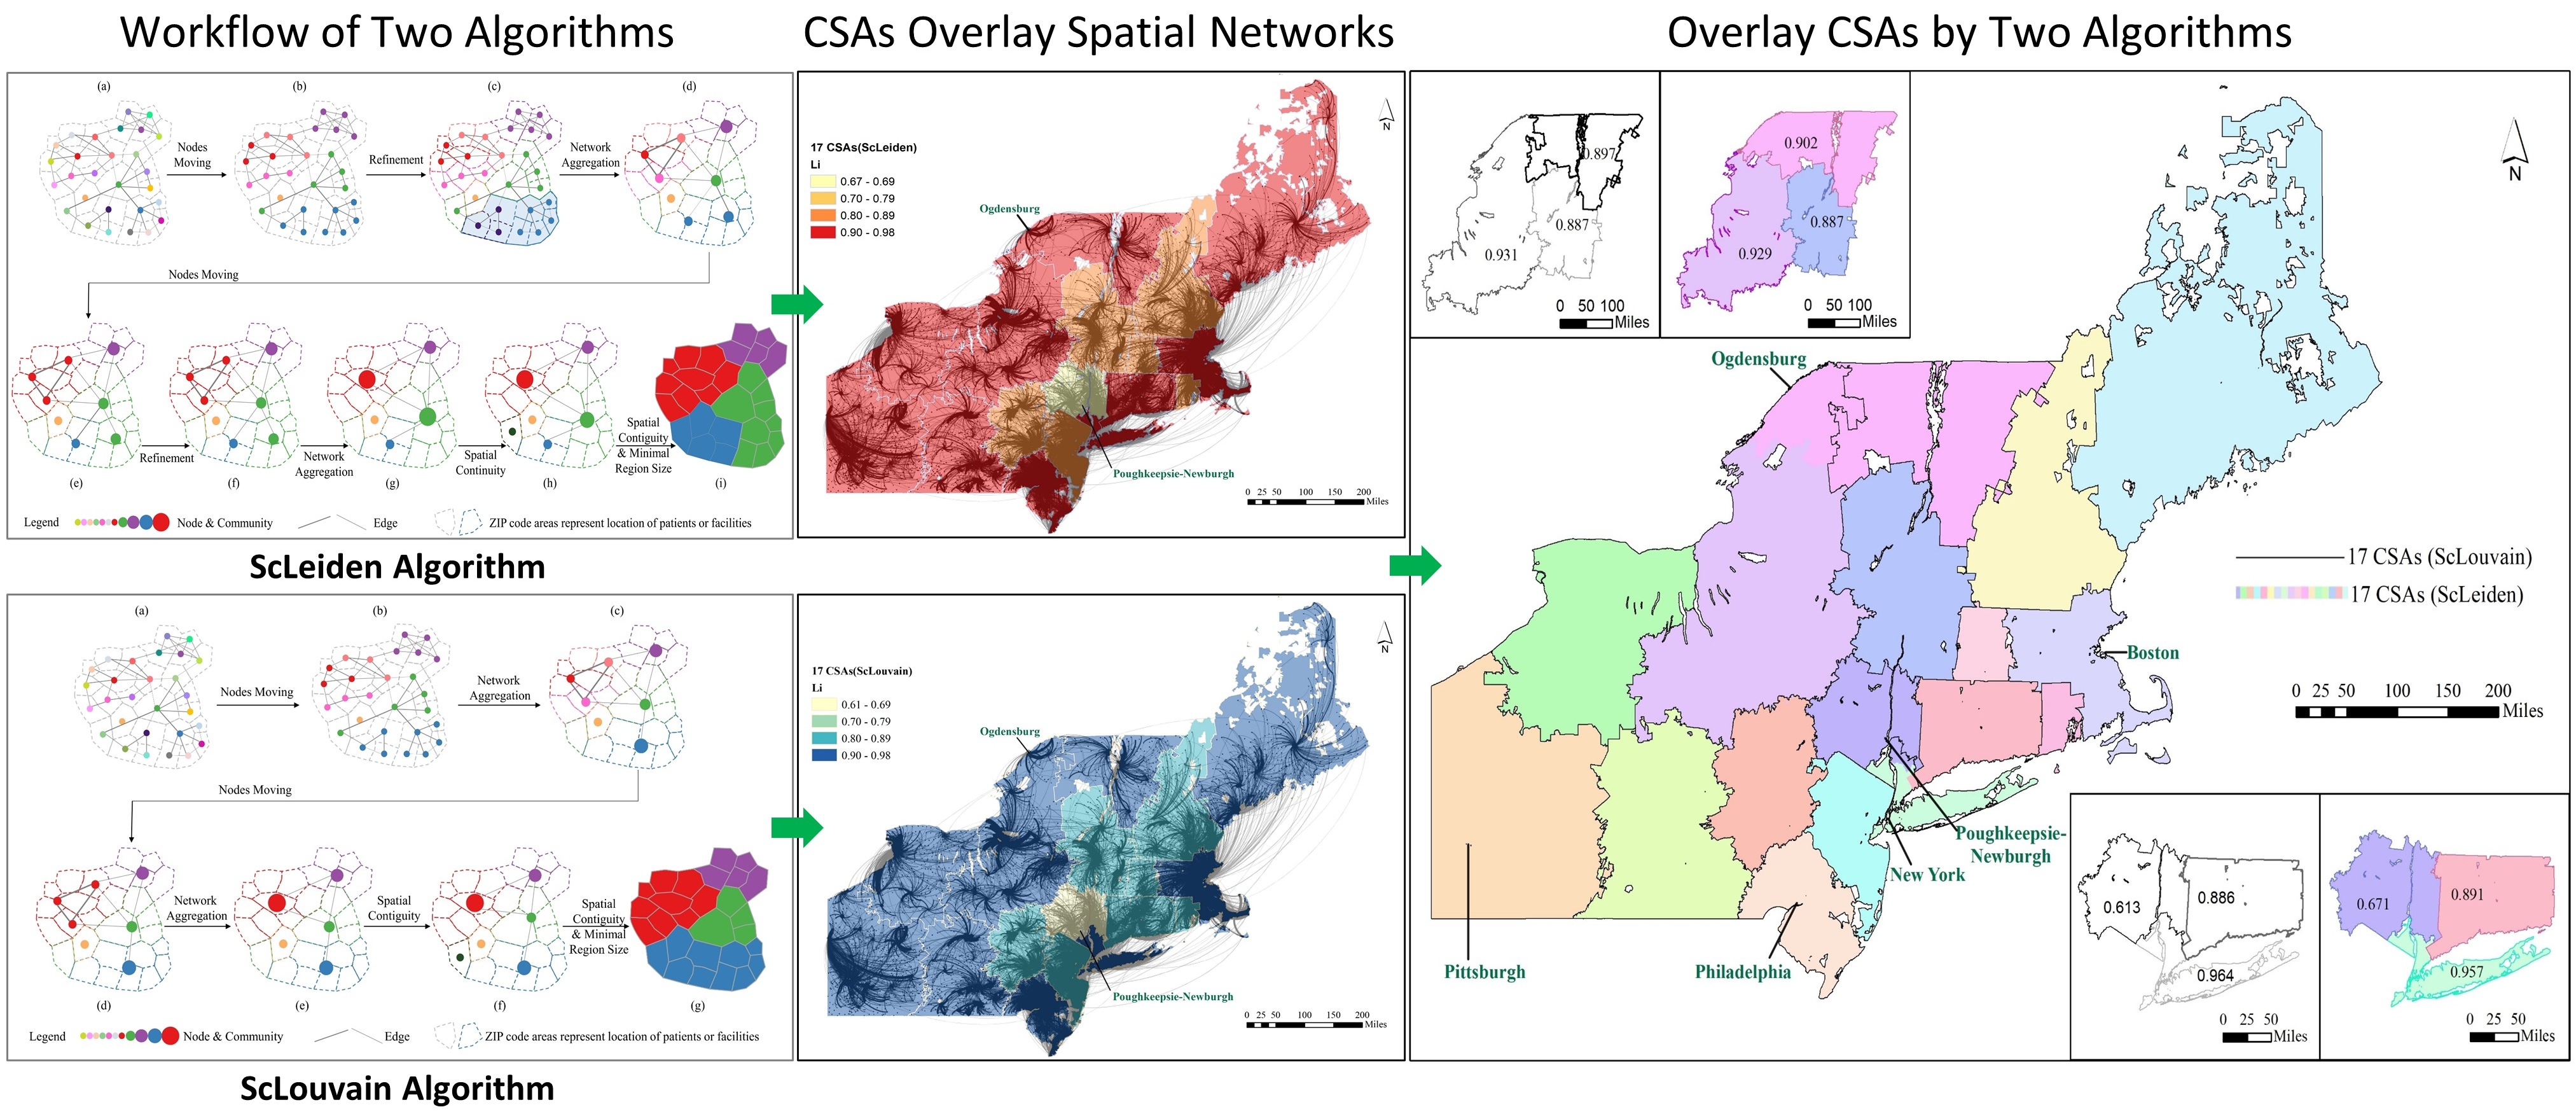 Workflow of Two Algorithms
CSAs Overlay Spatial Networks
Overlay CSAs by Two Algorithms
(a)
(b)
(c)
(d)
Nodes
Moving
Refinement
Network
Aggregation
Nodes Moving
Refinement
Network
Aggregation
Spatial
Continuity
Spatial
Contiguity
& Minimal
Region Size
(e)
(f)
(g)
(h)
(i)
Legend
Node & Community
Edge
ZIP code areas represent location of patients or facilities
ScLeiden Algorithm
(a)
(b)
(c)
Nodes Moving
Network
Aggregation
Nodes Moving
Network
Aggregation
Spatial
Contiguity
Spatial
Contiguity
& Minimal
Region Size
(d)
(e)
(f)
(g)
Legend
Node & Community
Edge
ZIP code areas represent location of patients or facilities
ScLouvain Algorithm
17 CSAs(ScLeiden)
Li
0.67 - 0.69
0.70 - 0.79
0.80 - 0.89
0.90 - 0.98
Ogdensburg
Poughkeepsie-Newburgh
N
0 25 50 100 150 200
Miles
17 CSAs(ScLouvain)
Li
0.61 - 0.69
0.70 - 0.79
0.80 - 0.89
0.90 - 0.98
Ogdensburg
Poughkeepsie-Newburgh
N
0 25 50 100 150 200
Miles
0.897
0.887
0.931
0 50 100
Miles
0.902
0.887
0.929
0 50 100
Miles
N
Ogdensburg
17 CSAs (ScLouvain)
17 CSAs (ScLeiden)
Boston
0 25 50 100 150 200
Miles
Poughkeepsie-
Newburgh
New York
Philadelphia
Pittsburgh
0.613
0.886
0.964
0 25 50
Miles
0.671
0.891
0.957
0 25 50
Miles